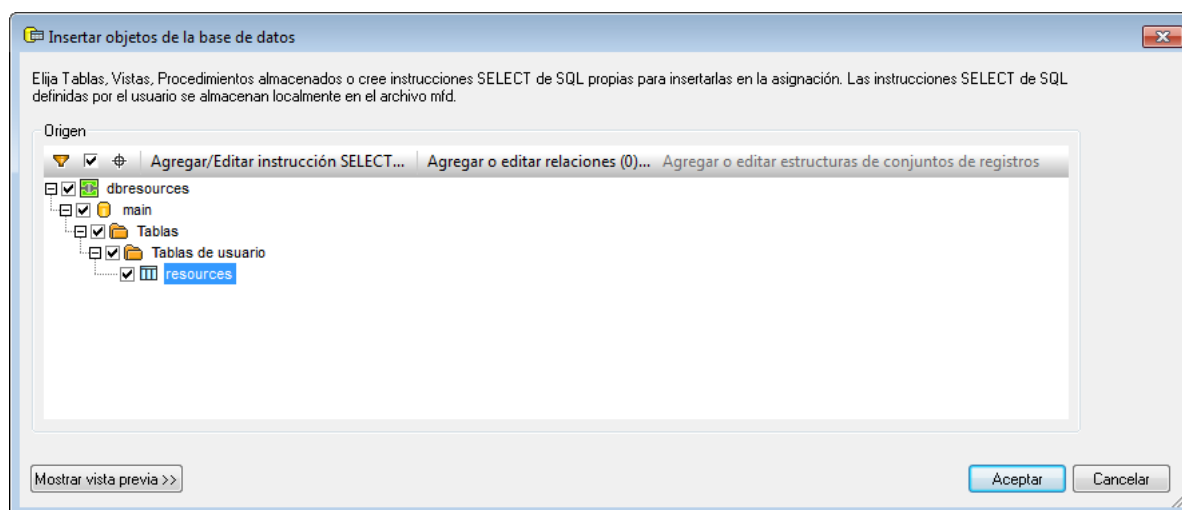 Insertar objetos de la base de datos
Elija Tablas, Vistas, Procedimientos almacenados o cree instrucciones SELECT de SQL propias para insertarlas en la asignación. Las instrucciones SELECT de SQL
definidas por el usuario se almacenan localmente en el archivo mfd.
Origen
Agregar/Editar instrucción SELECT... Agregar o editar relaciones (0)... Agregar o editar estructuras de conjuntos de registros
dbresources
main
Tablas
Tablas de usuario
resources
Mostrar vista previa >> Aceptar Cancelar